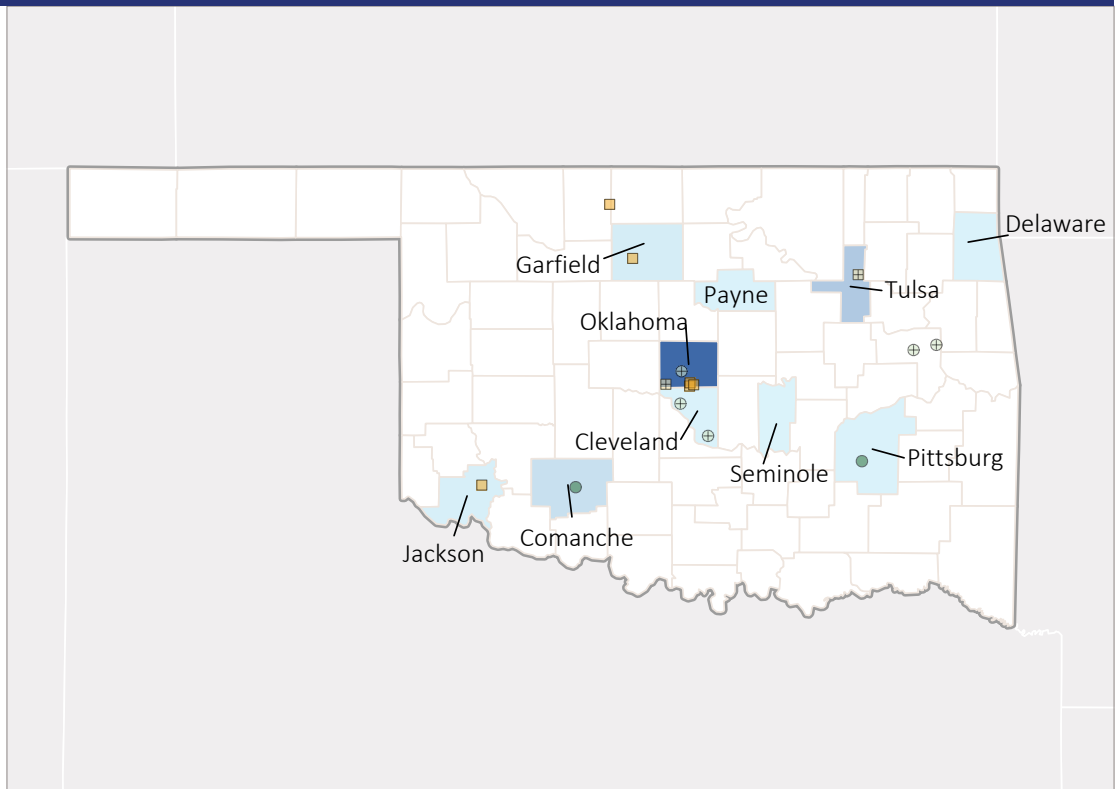 Delaware
Garfield
Tulsa
Payne
Oklahoma
Cleveland
Pittsburg
Seminole
Comanche
Jackson